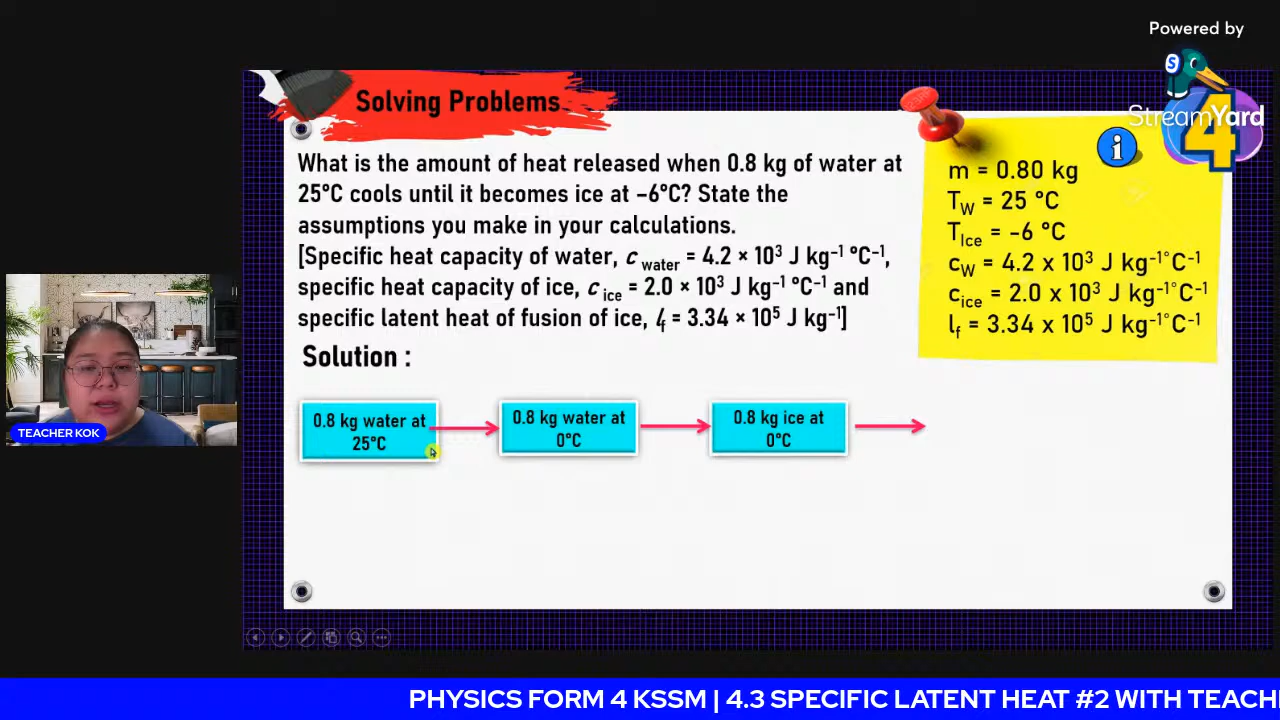 Powered by
StreamYard
4
S
Solving Problems
What is the amount of heat released when 0.8 kg of water at
25°C cools until it becomes ice at –6°C? State the
assumptions you make in your calculations.
[Specific heat capacity of water, c water = 4.2 × 10³ J kg⁻¹ °C⁻¹,
specific heat capacity of ice, c ice = 2.0 × 10³ J kg⁻¹ °C⁻¹ and
specific latent heat of fusion of ice, ℓf = 3.34 × 10⁵ J kg⁻¹]
i
m = 0.80 kg
TW = 25 °C
TIce = -6 °C
cW = 4.2 x 10³ J kg⁻¹°C⁻¹
cice = 2.0 x 10³ J kg⁻¹°C⁻¹
lf = 3.34 x 10⁵ J kg⁻¹°C⁻¹
Solution :
0.8 kg water at
25°C
0.8 kg water at
0°C
0.8 kg ice at
0°C
TEACHER KOK
PHYSICS FORM 4 KSSM | 4.3 SPECIFIC LATENT HEAT #2 WITH TEACH